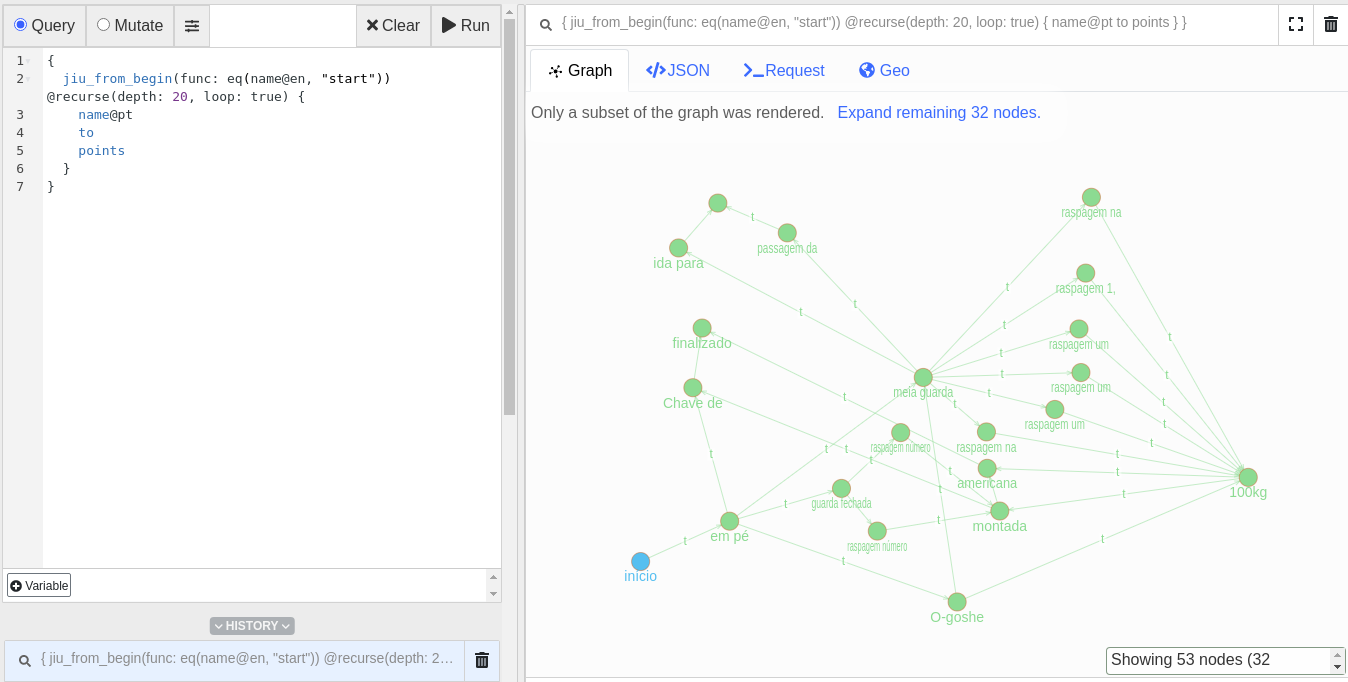 Query
Mutate
Clear
Run
{ jiu_from_begin(func: eq(name@en, "start")) @recurse(depth: 20, loop: true) { name@pt to points } }
1 {
2 jiu_from_begin(func: eq(name@en, "start"))
@recurse(depth: 20, loop: true) {
3 name@pt
4 to
5 points
6 }
7 }
Variable
HISTORY
{ jiu_from_begin(func: eq(name@en, "start")) @recurse(depth: 2…
Graph
JSON
Request
Geo
Only a subset of the graph was rendered. Expand remaining 32 nodes.
raspagem na
t
passagem da
ida para
t
raspagem 1,
t
t
t
finalizado
t
t
raspagem um
t
t
t
raspagem um
meia guarda
t
t
t
Chave de
t
raspagem um
t
t
raspagem número
raspagem na
t
t
t
t
t
t
t
americana
t
100kg
t
t
guarda fechada
t
t
montada
em pé
t
t
t
raspagem número
t
início
O-goshe
Showing 53 nodes (32